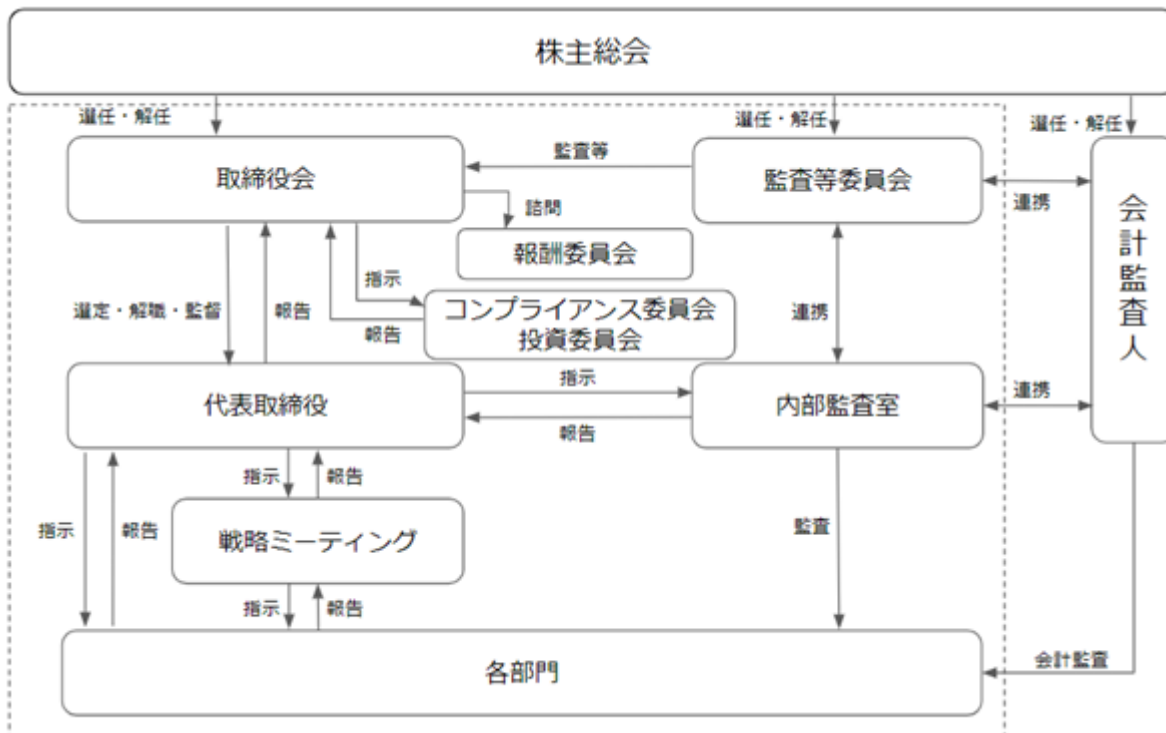 株主総会
選任・解任
選任・解任
選任・解任
取締役会
監査等
監査等委員会
連携
会計監査人
諮問
報酬委員会
指示
コンプライアンス委員会
投資委員会
選定・解職・監督
報告
報告
連携
代表取締役
指示
報告
内部監査室
連携
指示
報告
指示
報告
戦略ミーティング
監査
指示
報告
各部門
会計監査